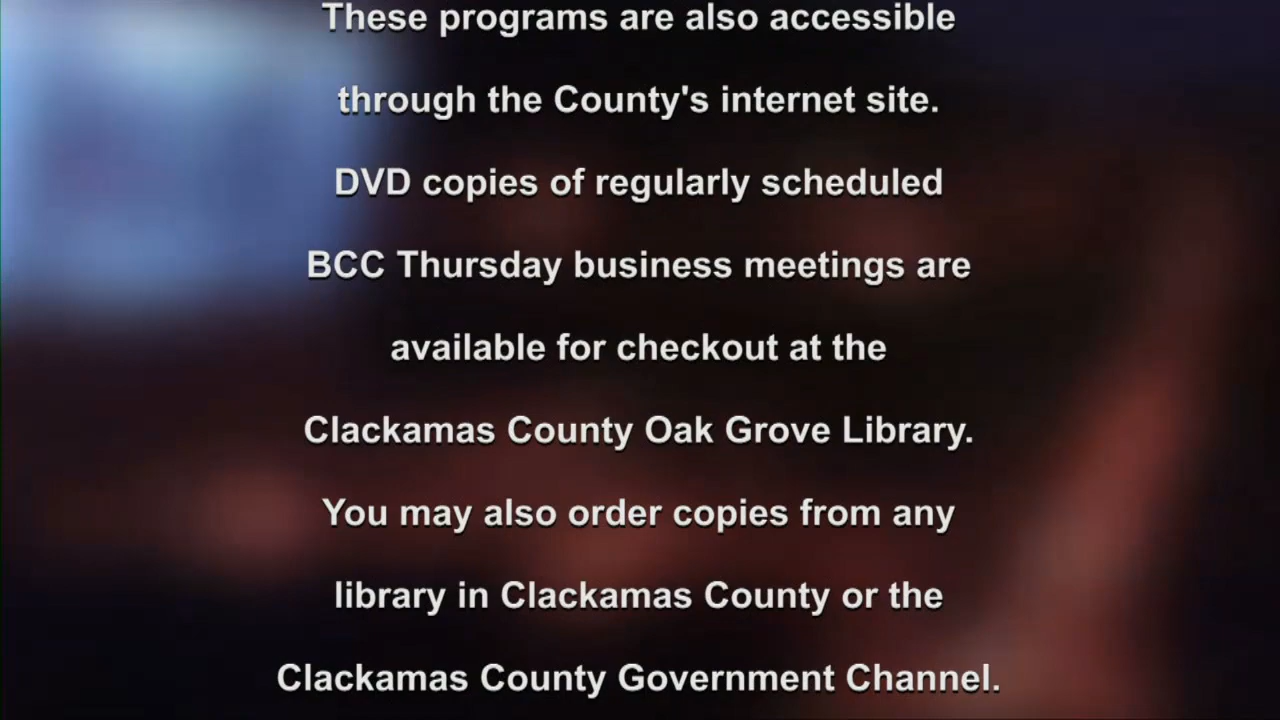 These programs are also accessible
through the County's internet site.
DVD copies of regularly scheduled
BCC Thursday business meetings are
available for checkout at the
Clackamas County Oak Grove Library.
You may also order copies from any
library in Clackamas County or the
Clackamas County Government Channel.